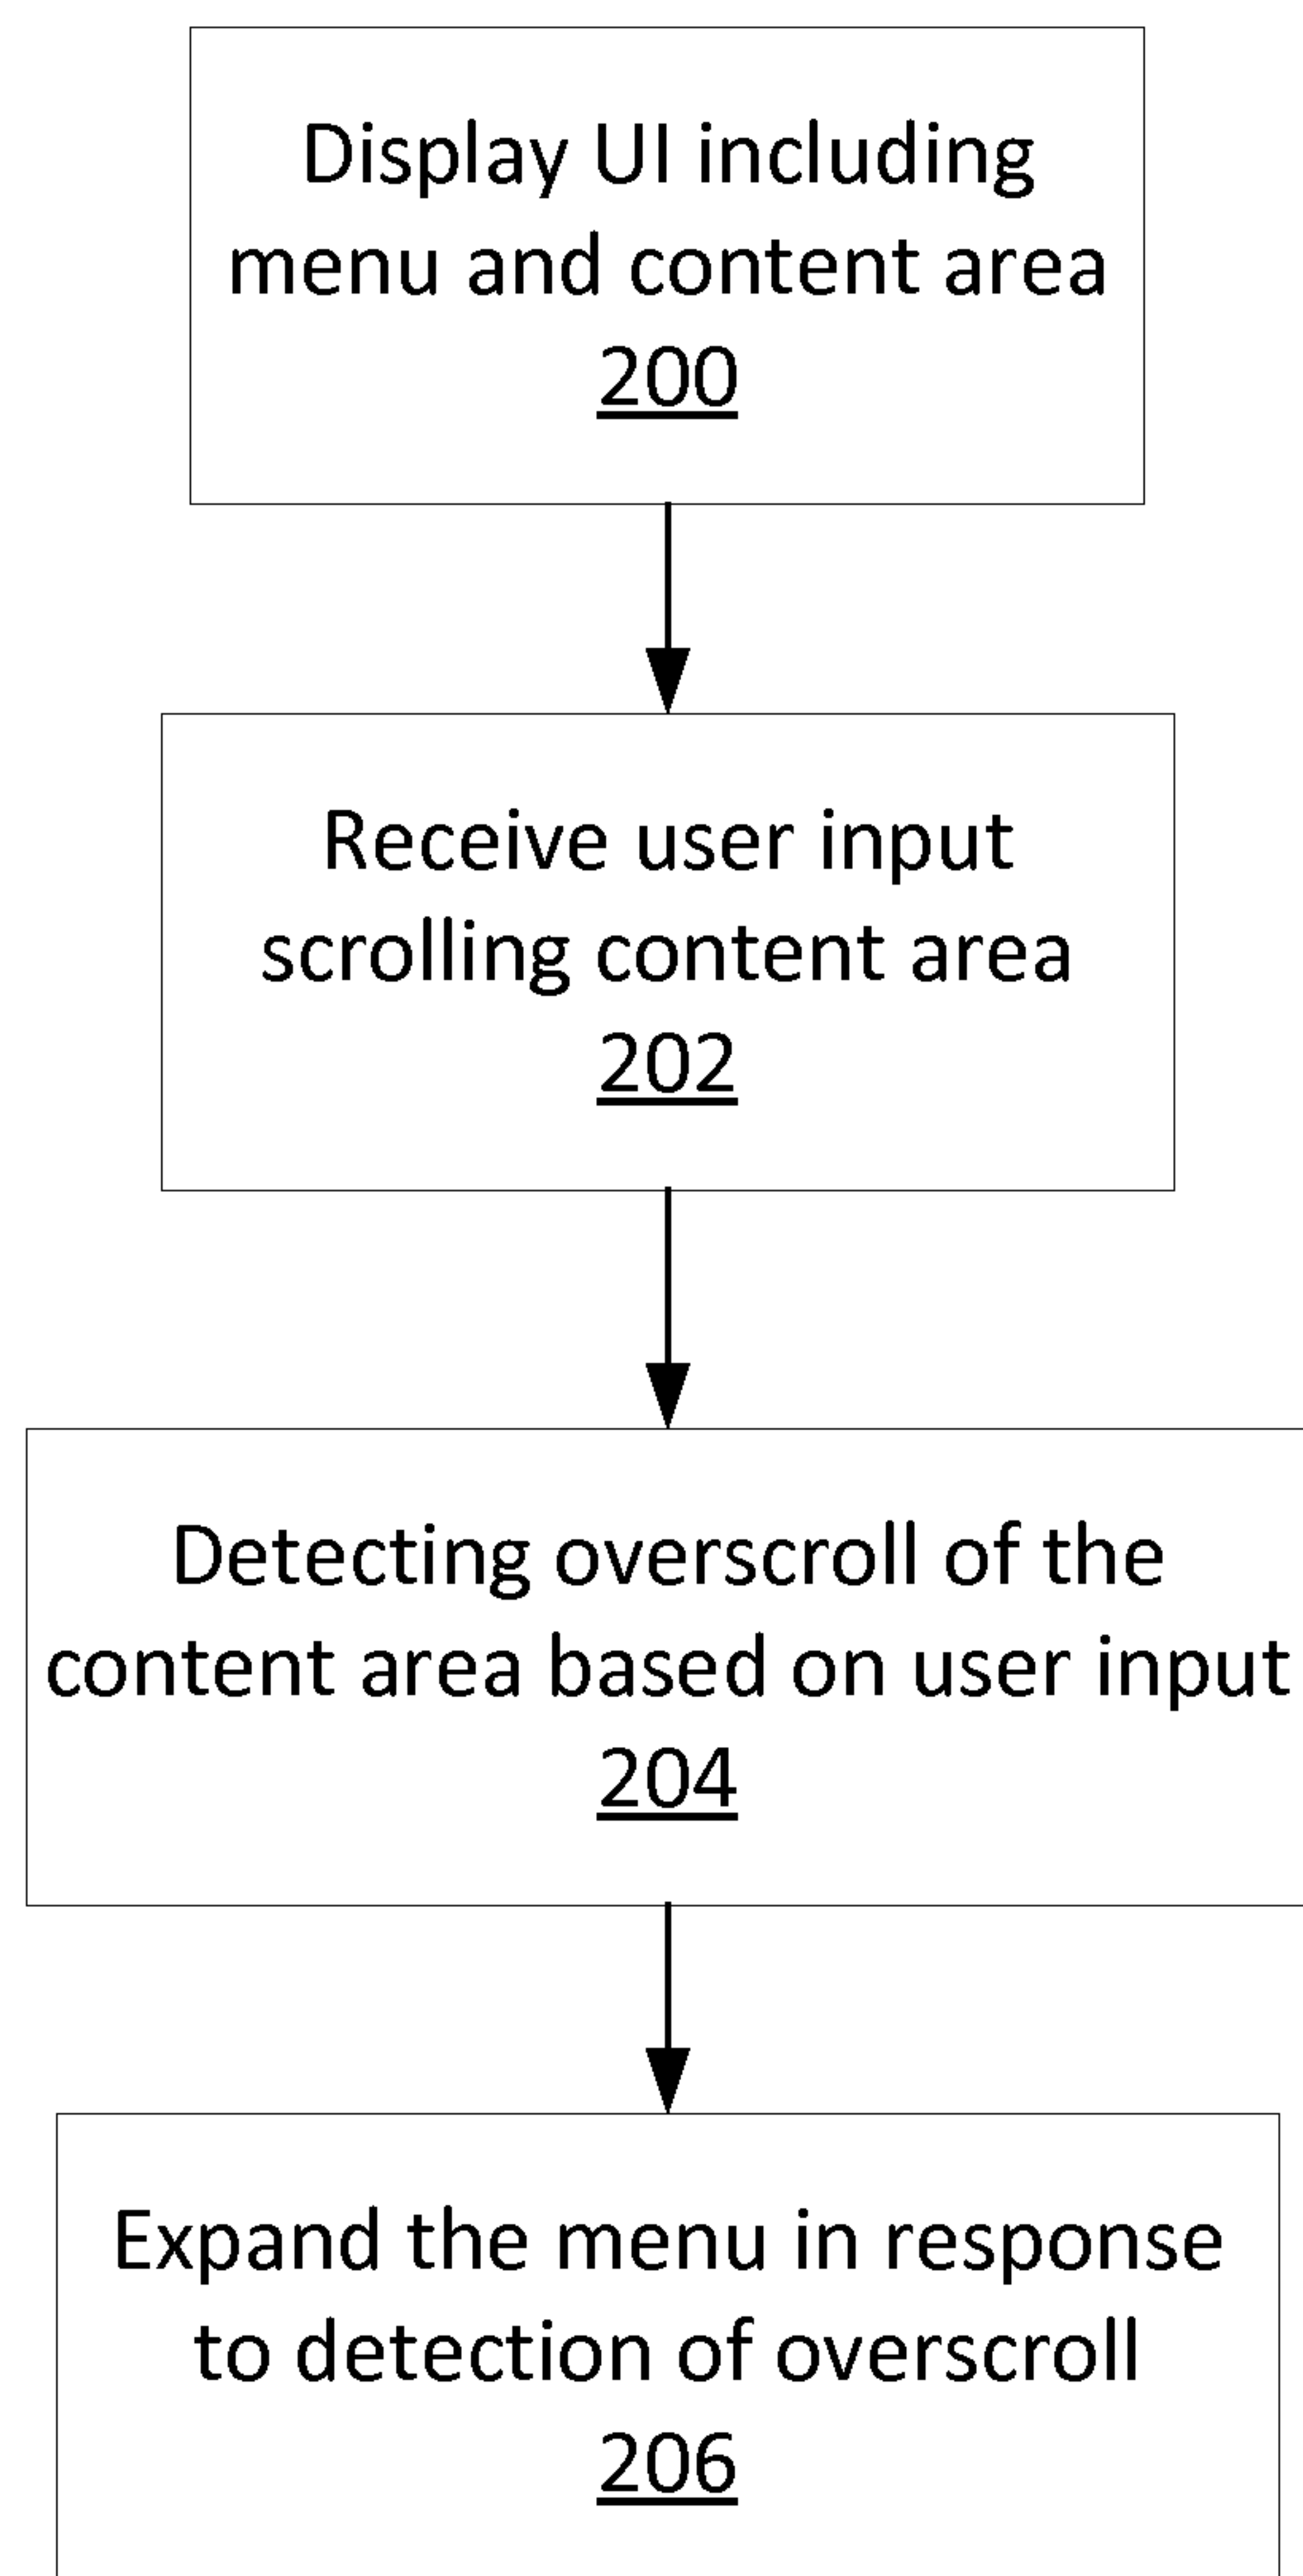 Display UI including
menu and content area
200
Receive user input
scrolling content area
202
Detecting overscroll of the
content area based on user input
204
Expand the menu in response
to detection of overscroll
206